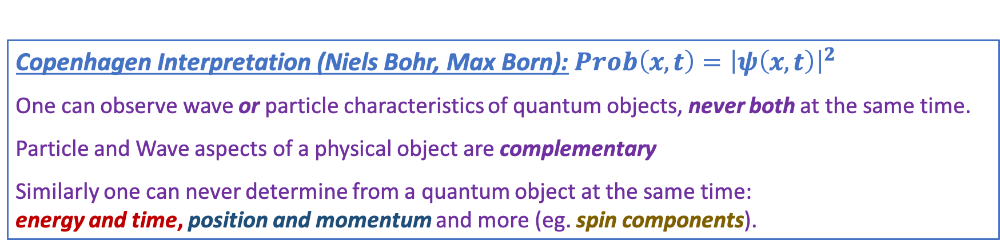 Copenhagen Interpretation (Niels Bohr, Max Born): Prob(x, t) = |ψ(x, t)|²
One can observe wave or particle characteristics of quantum objects, never both at the same time.
Particle and Wave aspects of a physical object are complementary
Similarly one can never determine from a quantum object at the same time:
energy and time, position and momentum and more (eg. spin components).